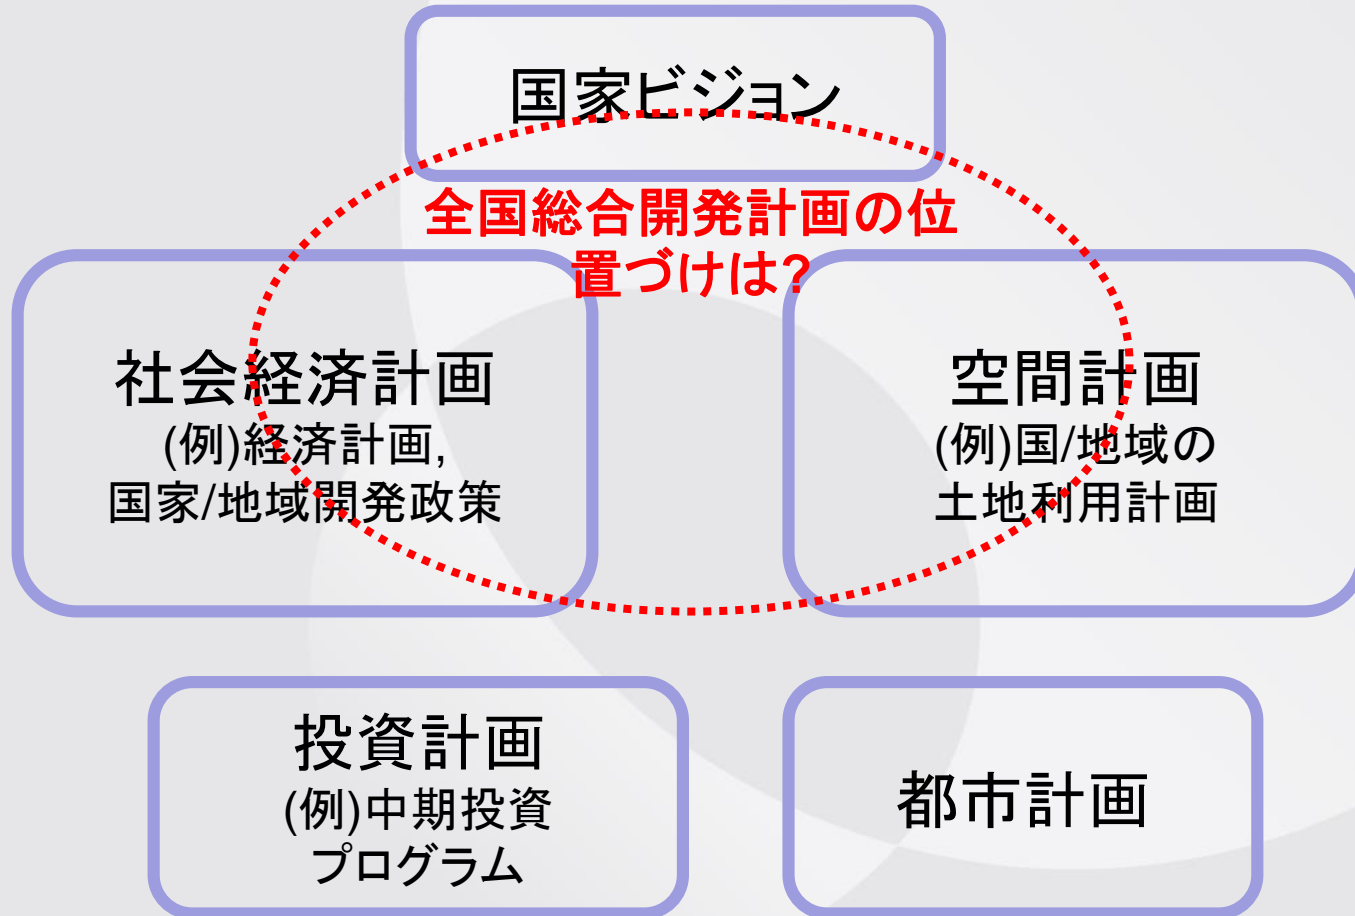 国家ビジョン
全国総合開発計画の位
置づけは?
社会経済計画
(例)経済計画,
国家/地域開発政策
空間計画
(例)国/地域の
土地利用計画
投資計画
(例)中期投資
プログラム
都市計画